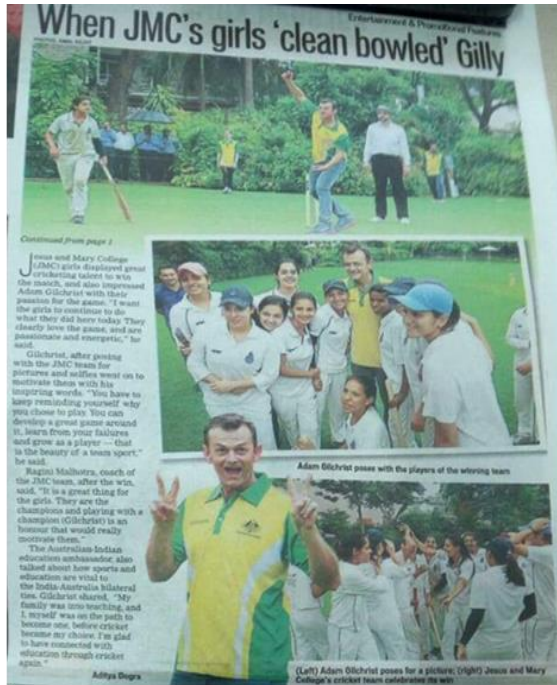 Entertainment & Promotional Features
When JMC's girls 'clean bowled' Gilly
Continued from page 1
Jesus and Mary College
(JMC) girls displayed great
cricketing talent to win
the match, and also impressed
Adam Gilchrist with their
passion for the game. "I want
the girls to continue to do
what they did here today. They
clearly love the game, and are
passionate and energetic," he
said.
Gilchrist, after posing
with the JMC team for
pictures and selfies went on to
motivate them with his
inspiring words. "You have to
keep reminding yourself why
you chose to play. You can
develop a great game around
it, learn from your failures
and grow as a player — that
is the beauty of a team sport,"
he said.
Ragini Malhotra, coach of
the JMC team, after the win,
said, "It is a great thing for
the girls. They are the
champions and playing with a
champion (Gilchrist) is an
honour that would really
motivate them."
The Australian-Indian
education ambassador, also
talked about how sports and
education are vital to
the India-Australia bilateral
ties. Gilchrist shared, "My
family was into teaching, and
I, myself was on the path to
become one, before cricket
became my choice. I'm glad
to have connected with
education through cricket
again."
Aditya Dogra
Adam Gilchrist poses with the players of the winning team
(Left) Adam Gilchrist poses for a picture; (right) Jesus and Mary
College's cricket team celebrates its win